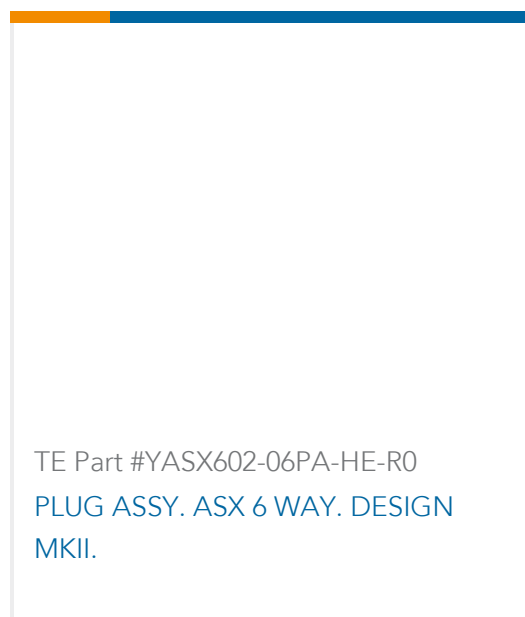 TE Part #YASX602-06PA-HE-R0
PLUG ASSY. ASX 6 WAY. DESIGN
MKII.